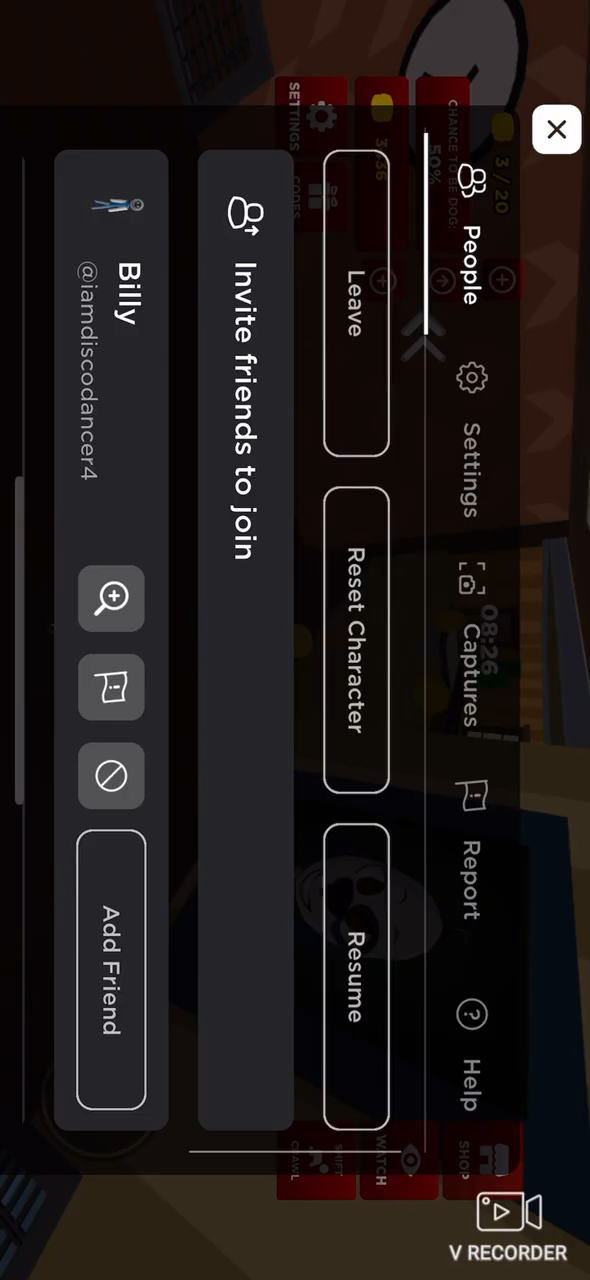 3 / 20
CHANCE TO BE DOG:
50%
SETTINGS
CODES
People
Settings
Captures
Report
Help
08:26
Leave
Reset Character
Resume
Invite friends to join
Billy
@iamdiscodancer4
Add Friend
SHOP
WATCH
SHIFT
CRAWL
V RECORDER